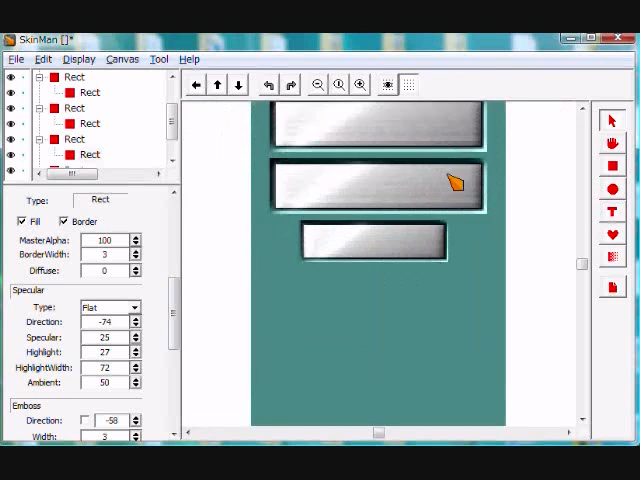 SkinMan []*
File Edit Display Canvas Tool Help
Rect
Rect
Rect
Rect
Rect
Rect
Type: Rect
Fill Border
MasterAlpha: 100
BorderWidth: 3
Diffuse: 0
Specular
Type: Flat
Direction: -74
Specular: 25
Highlight: 27
HighlightWidth: 72
Ambient: 50
Emboss
Direction: -58
Width: 3